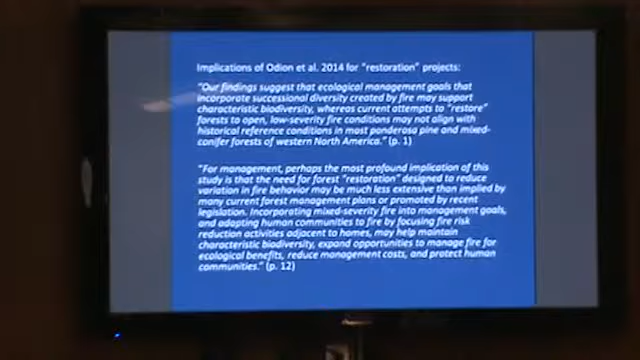 Implications of Odion et al. 2014 for "restoration" projects:
"Our findings suggest that ecological management goals that
incorporate successional diversity created by fire may support
characteristic biodiversity, whereas current attempts to "restore"
forests to open, low-severity fire conditions may not align with
historical reference conditions in most ponderosa pine and mixed-
conifer forests of western North America." (p. 1)
"For management, perhaps the most profound implication of this
study is that the need for forest "restoration" designed to reduce
variation in fire behavior may be much less extensive than implied by
many current forest management plans or promoted by recent
legislation. Incorporating mixed-severity fire into management goals,
and adapting human communities to fire by focusing fire risk
reduction activities adjacent to homes, may help maintain
characteristic biodiversity, expand opportunities to manage fire for
ecological benefits, reduce management costs, and protect human
communities." (p. 12)